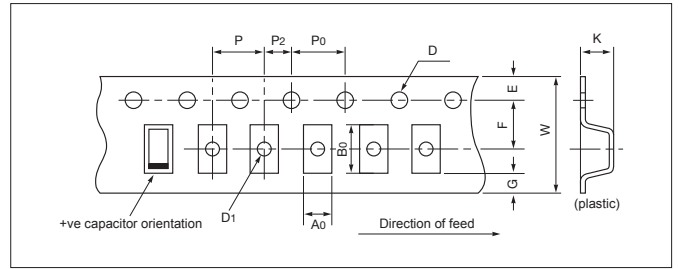 P P2 P0 D K
E
F
W
B0
G
D1
A0
+ve capacitor orientation
Direction of feed
(plastic)